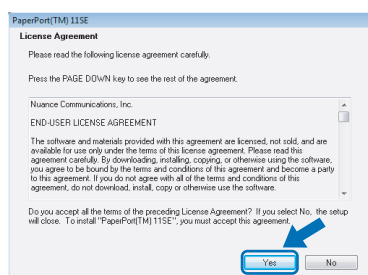 PaperPort(TM) 11SE
License Agreement
Please read the following license agreement carefully.
Press the PAGE DOWN key to see the rest of the agreement.
Nuance Communications, Inc.
END-USER LICENSE AGREEMENT
The software and materials provided with this agreement are licensed, not sold, and are
available for use only under the terms of this license agreement. Please read this
agreement carefully. By downloading, installing, copying, or otherwise using the software,
you agree to be bound by the terms and conditions of this agreement and become a party
to this agreement. If you do not agree with all of the terms and conditions of this
agreement, do not download, install, copy or otherwise use the software.
Do you accept all the terms of the preceding License Agreement? If you select No, the setup
will close. To install "PaperPort(TM) 11SE", you must accept this agreement.
Yes No